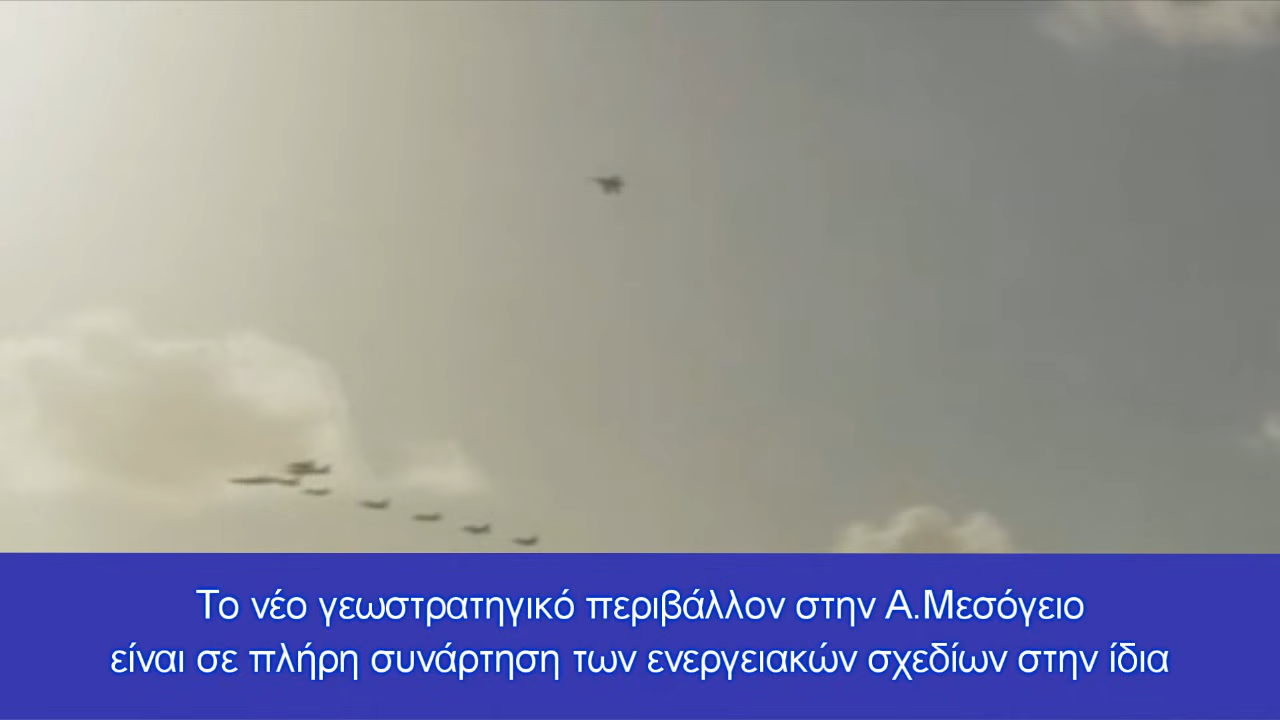 Το νέο γεωστρατηγικό περιβάλλον στην Α.Μεσόγειο
είναι σε πλήρη συνάρτηση των ενεργειακών σχεδίων στην ίδια